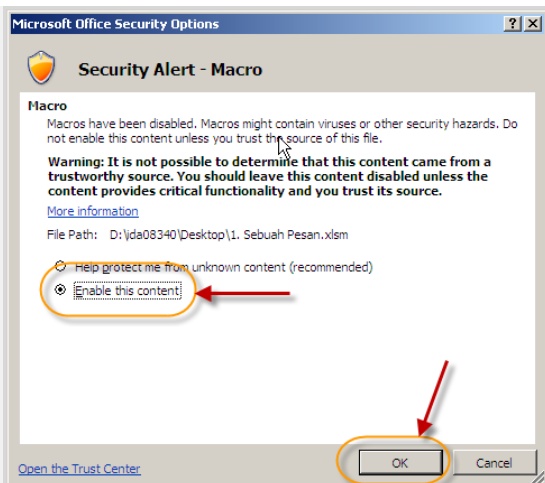 Microsoft Office Security Options
Security Alert - Macro
Macro
Macros have been disabled. Macros might contain viruses or other security hazards. Do
not enable this content unless you trust the source of this file.
Warning: It is not possible to determine that this content came from a
trustworthy source. You should leave this content disabled unless the
content provides critical functionality and you trust its source.
More information
File Path: D:\ida08340\Desktop\1. Sebuah Pesan.xlsm
Help protect me from unknown content (recommended)
Enable this content
Open the Trust Center
OK
Cancel